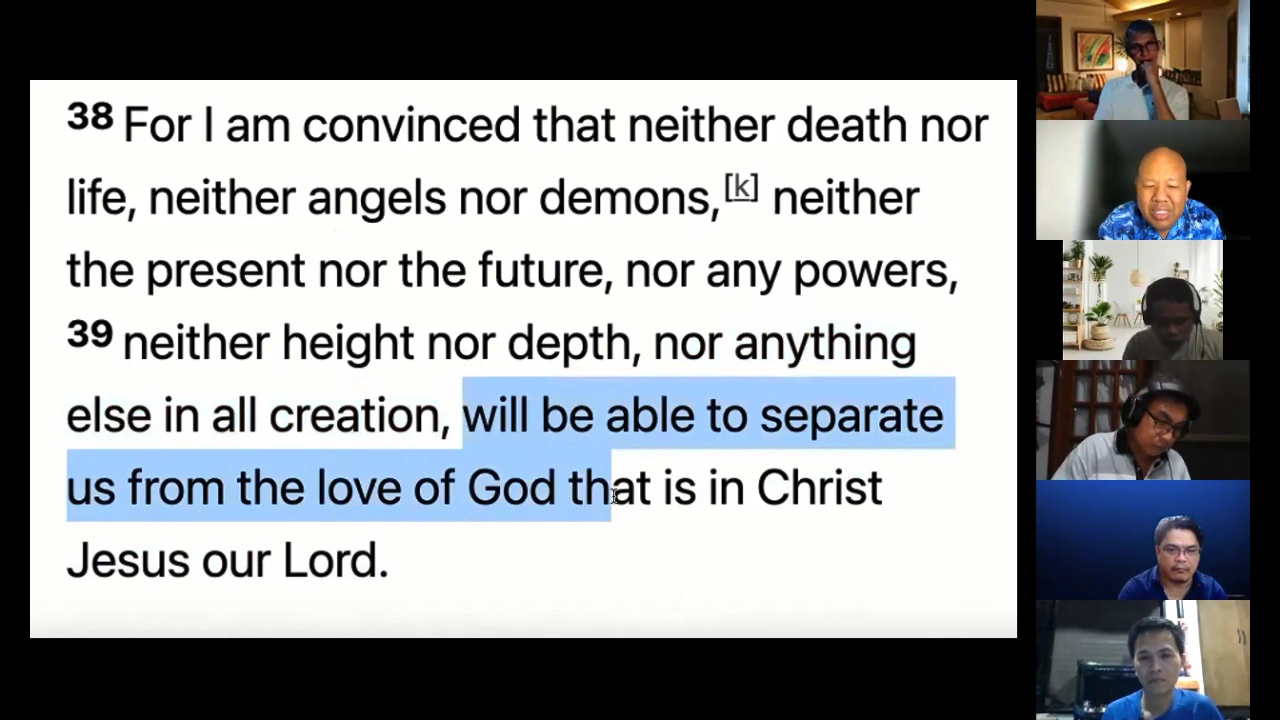 38 For I am convinced that neither death nor
life, neither angels nor demons,[k] neither
the present nor the future, nor any powers,
39 neither height nor depth, nor anything
else in all creation, will be able to separate
us from the love of God that is in Christ
Jesus our Lord.